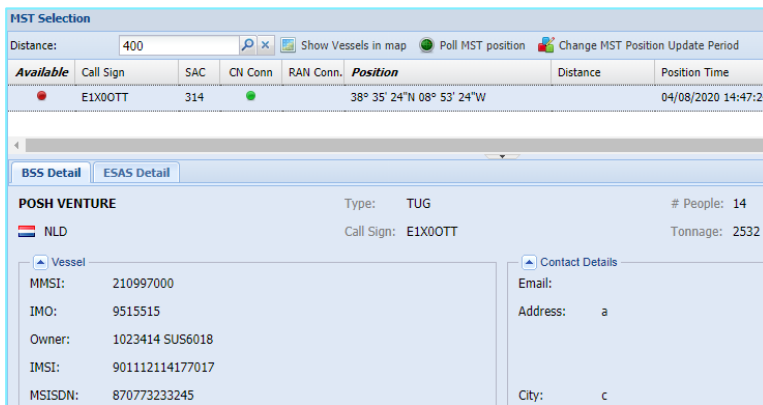 MST Selection
Distance: 400 Show Vessels in map Poll MST position Change MST Position Update Period
Available Call Sign SAC CN Conn RAN Conn. Position Distance Position Time
E1X0OTT 314 38° 35' 24"N 08° 53' 24"W 04/08/2020 14:47:2
BSS Detail ESAS Detail
POSH VENTURE Type: TUG # People: 14
NLD Call Sign: E1X0OTT Tonnage: 2532
Vessel Contact Details
MMSI: 210997000 Email:
IMO: 9515515 Address: a
Owner: 1023414 SUS6018
IMSI: 901112114177017
MSISDN: 870773233245 City: c